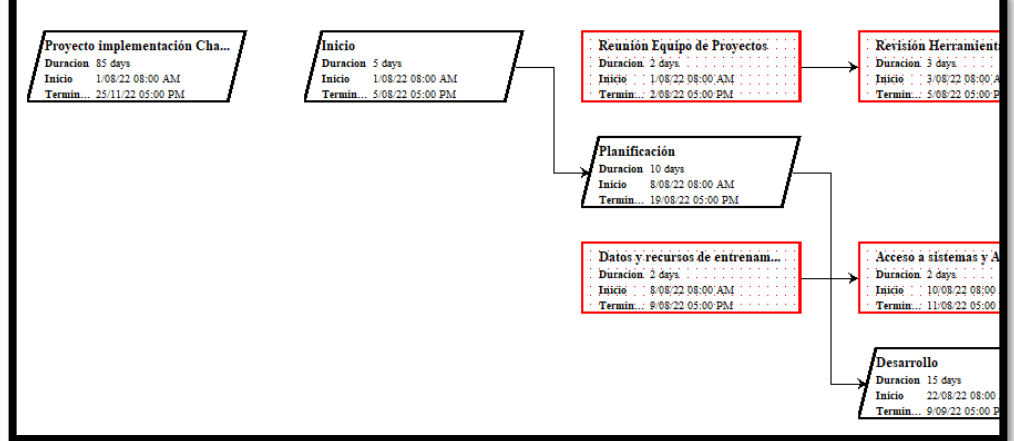 Proyecto implementación Cha...
Duracion 85 days
Inicio 1/08/22 08:00 AM
Termin... 25/11/22 05:00 PM
Inicio
Duracion 5 days
Inicio 1/08/22 08:00 AM
Termin... 5/08/22 05:00 PM
Reunión Equipo de Proyectos
Duracion 2 days
Inicio 1/08/22 08:00 AM
Termin... 2/08/22 05:00 PM
Revisión Herramient
Duracion 3 days
Inicio 3/08/22 08:00 A
Termin... 5/08/22 05:00 P
Planificación
Duracion 10 days
Inicio 8/08/22 08:00 AM
Termin... 19/08/22 05:00 PM
Datos y recursos de entrenam...
Duracion 2 days
Inicio 8/08/22 08:00 AM
Termin... 9/08/22 05:00 PM
Acceso a sistemas y A
Duracion 2 days
Inicio 10/08/22 08:00
Termin... 11/08/22 05:00
Desarrollo
Duracion 15 days
Inicio 22/08/22 08:00
Termin... 9/09/22 05:00 P